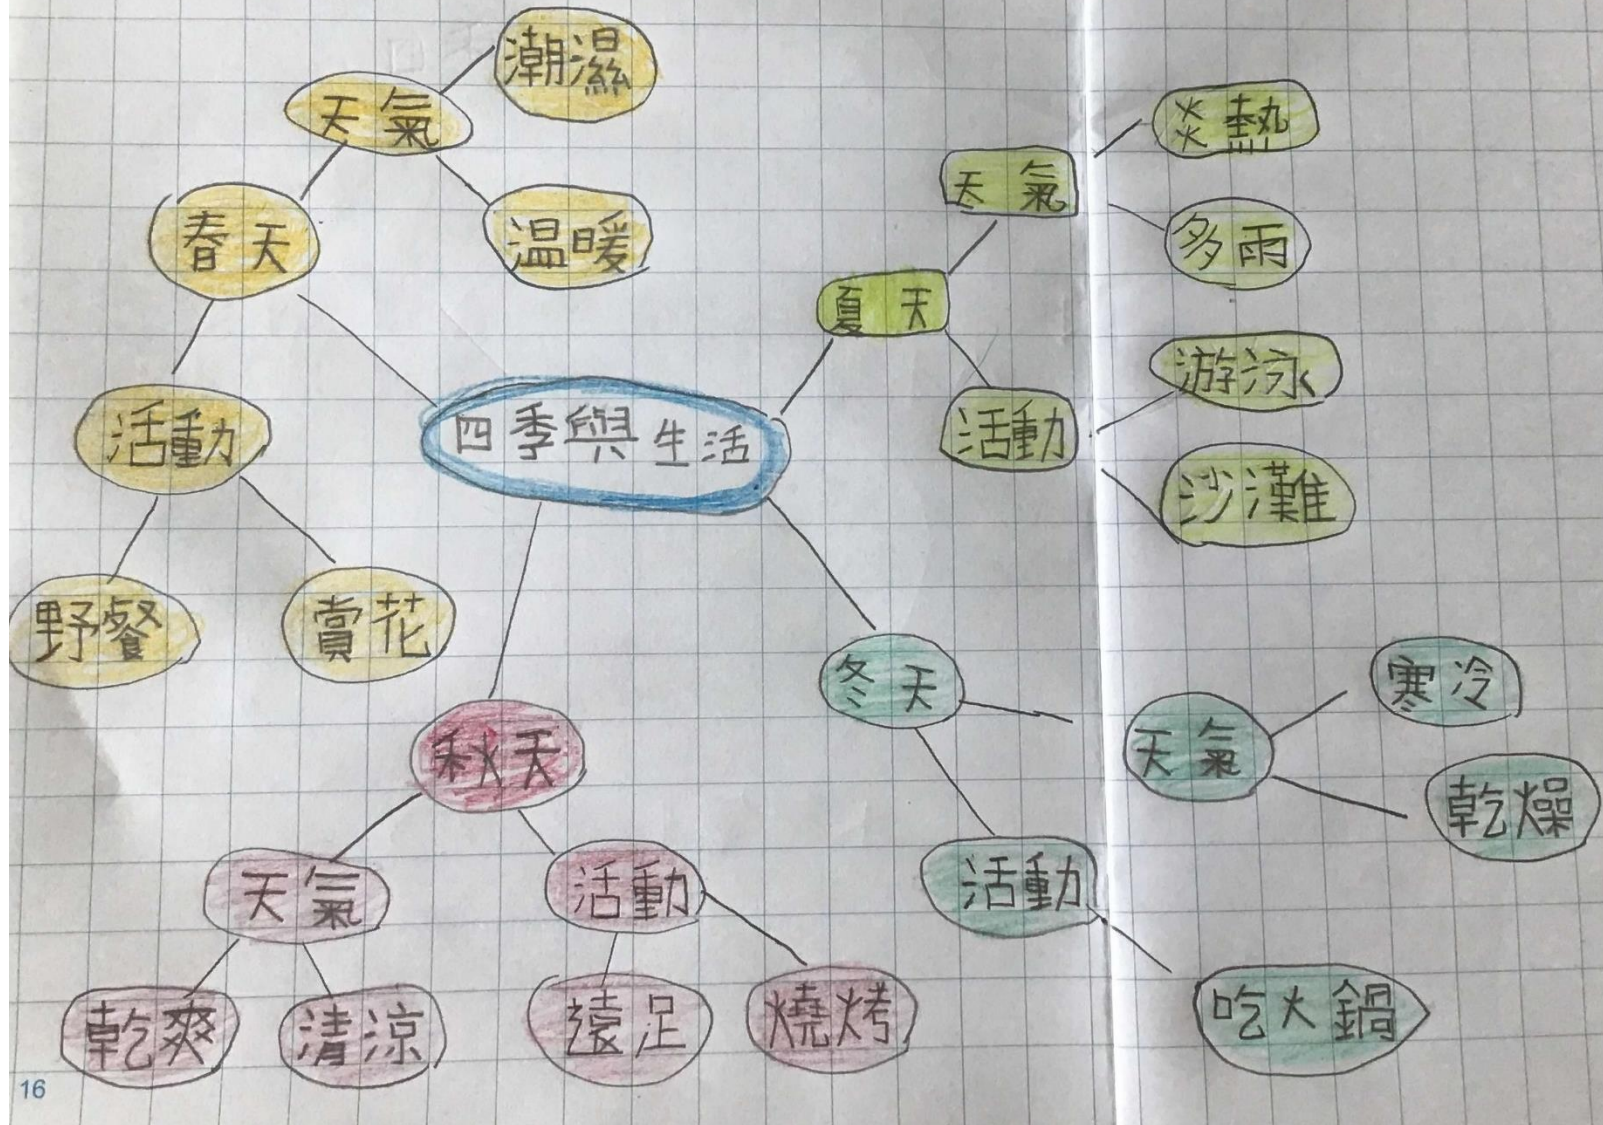 四季與生活
春天
天氣
潮濕
温暖
活動
野餐
賞花
夏天
天氣
炎熱
多雨
活動
游泳
沙灘
秋天
天氣
乾爽
清涼
活動
遠足
燒烤
冬天
天氣
寒冷
乾燥
活動
吃火鍋
16